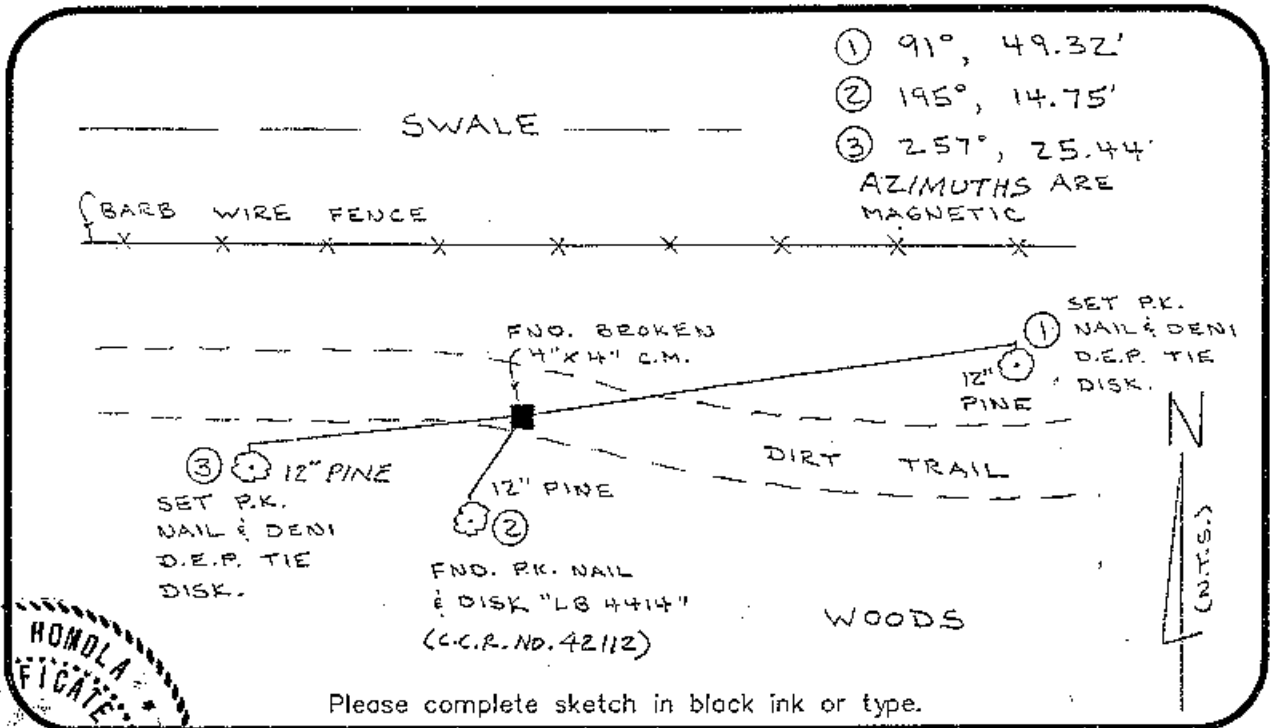 ① 91°, 49.32'
② 195°, 14.75'
③ 257°, 25.44'
AZIMUTHS ARE
MAGNETIC
SWALE
BARB WIRE FENCE
FND. BROKEN
4"X4" C.M.
①
SET P.K.
NAIL & DENI
D.E.P. TIE
DISK.
12"
PINE
N
(N.T.S.)
DIRT TRAIL
③ 12" PINE
SET P.K.
NAIL & DENI
D.E.P. TIE
DISK.
12" PINE
②
FND. P.K. NAIL
& DISK "LB 4414"
(C.C.R. NO. 42112)
WOODS
HOMOLA
FICATE
Please complete sketch in black ink or type.